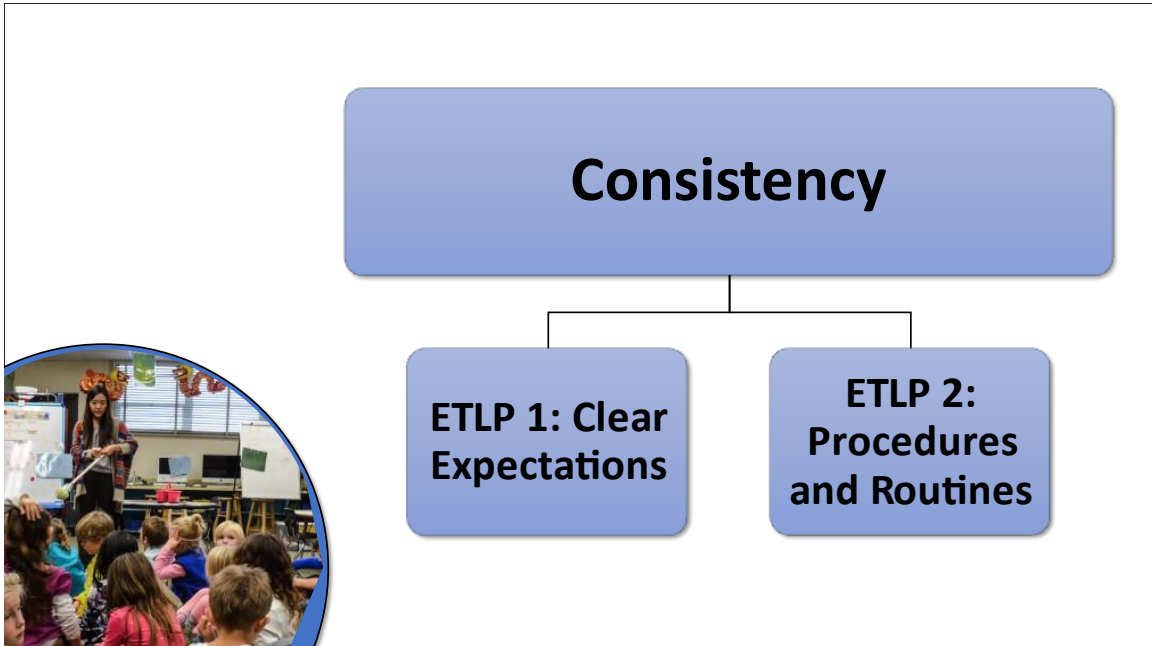 Consistency
ETLP 1: Clear
Expectations
ETLP 2:
Procedures
and Routines